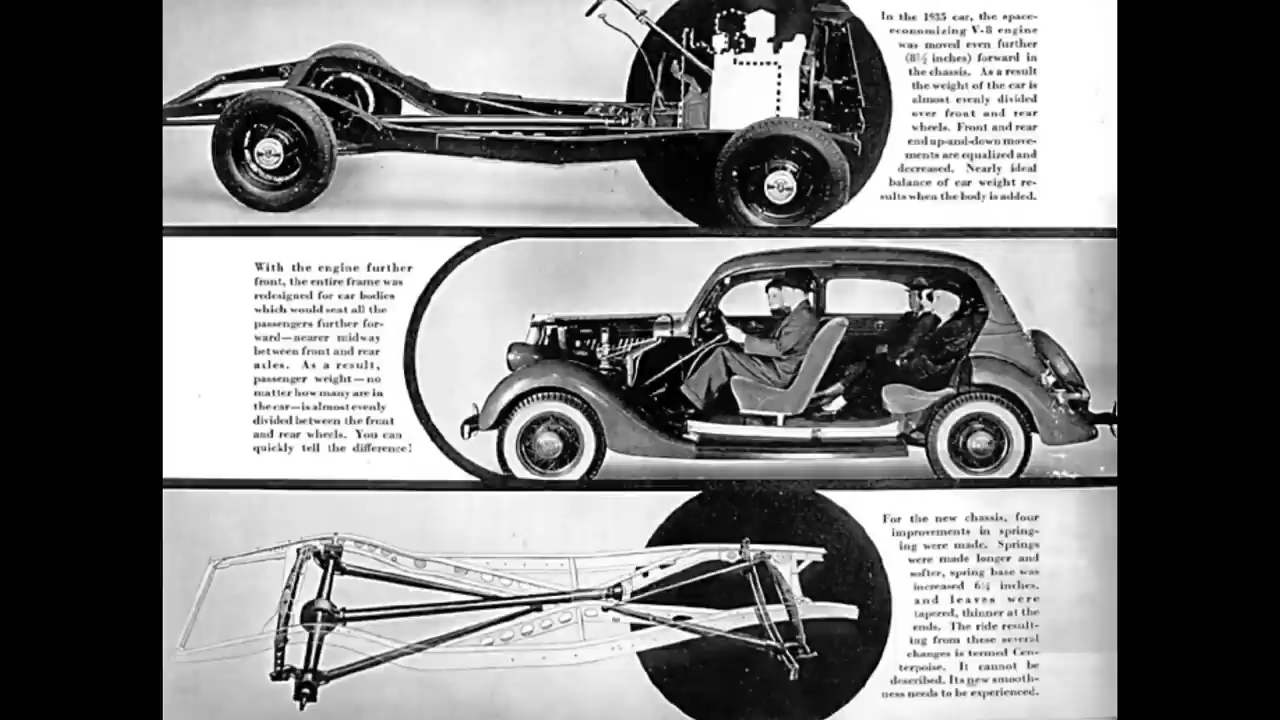 In the 1935 car, the space-
economizing V-8 engine
was moved even further
(8½ inches) forward in
the chassis. As a result
the weight of the car is
almost evenly divided
over front and rear
wheels. Front and rear
end up-and-down move-
ments are equalized and
decreased. Nearly ideal
balance of car weight re-
sults when the body is added.
With the engine further
front, the entire frame was
redesigned for car bodies
which would seat all the
passengers further for-
ward—nearer midway
between front and rear
axles. As a result,
passenger weight—no
matter how many are in
the car—is almost evenly
divided between the front
and rear wheels. You can
quickly tell the difference!
For the new chassis, four
improvements in spring-
ing were made. Springs
were made longer and
softer, spring base was
increased 6¼ inches,
and leaves were
tapered, thinner at the
ends. The ride result-
ing from these several
changes is termed Cen-
terpoise. It cannot be
described. Its new smooth-
ness needs to be experienced.